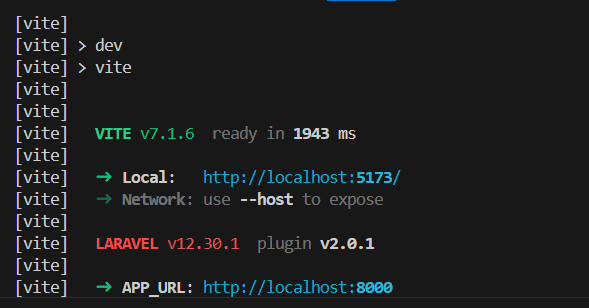 [vite]
[vite] > dev
[vite] > vite
[vite]
[vite]
[vite] VITE v7.1.6 ready in 1943 ms
[vite]
[vite] ➜ Local: http://localhost:5173/
[vite] ➜ Network: use --host to expose
[vite]
[vite] LARAVEL v12.30.1 plugin v2.0.1
[vite]
[vite] ➜ APP_URL: http://localhost:8000